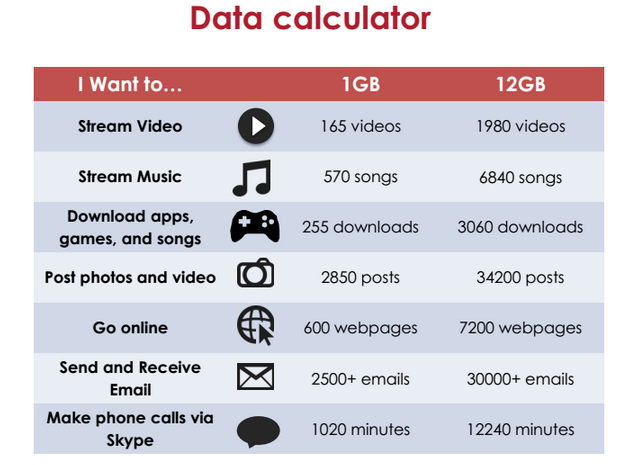 Data calculator
I Want to... 1GB 12GB
Stream Video 165 videos 1980 videos
Stream Music 570 songs 6840 songs
Download apps,
games, and songs 255 downloads 3060 downloads
Post photos and video 2850 posts 34200 posts
Go online 600 webpages 7200 webpages
Send and Receive
Email 2500+ emails 30000+ emails
Make phone calls via
Skype 1020 minutes 12240 minutes